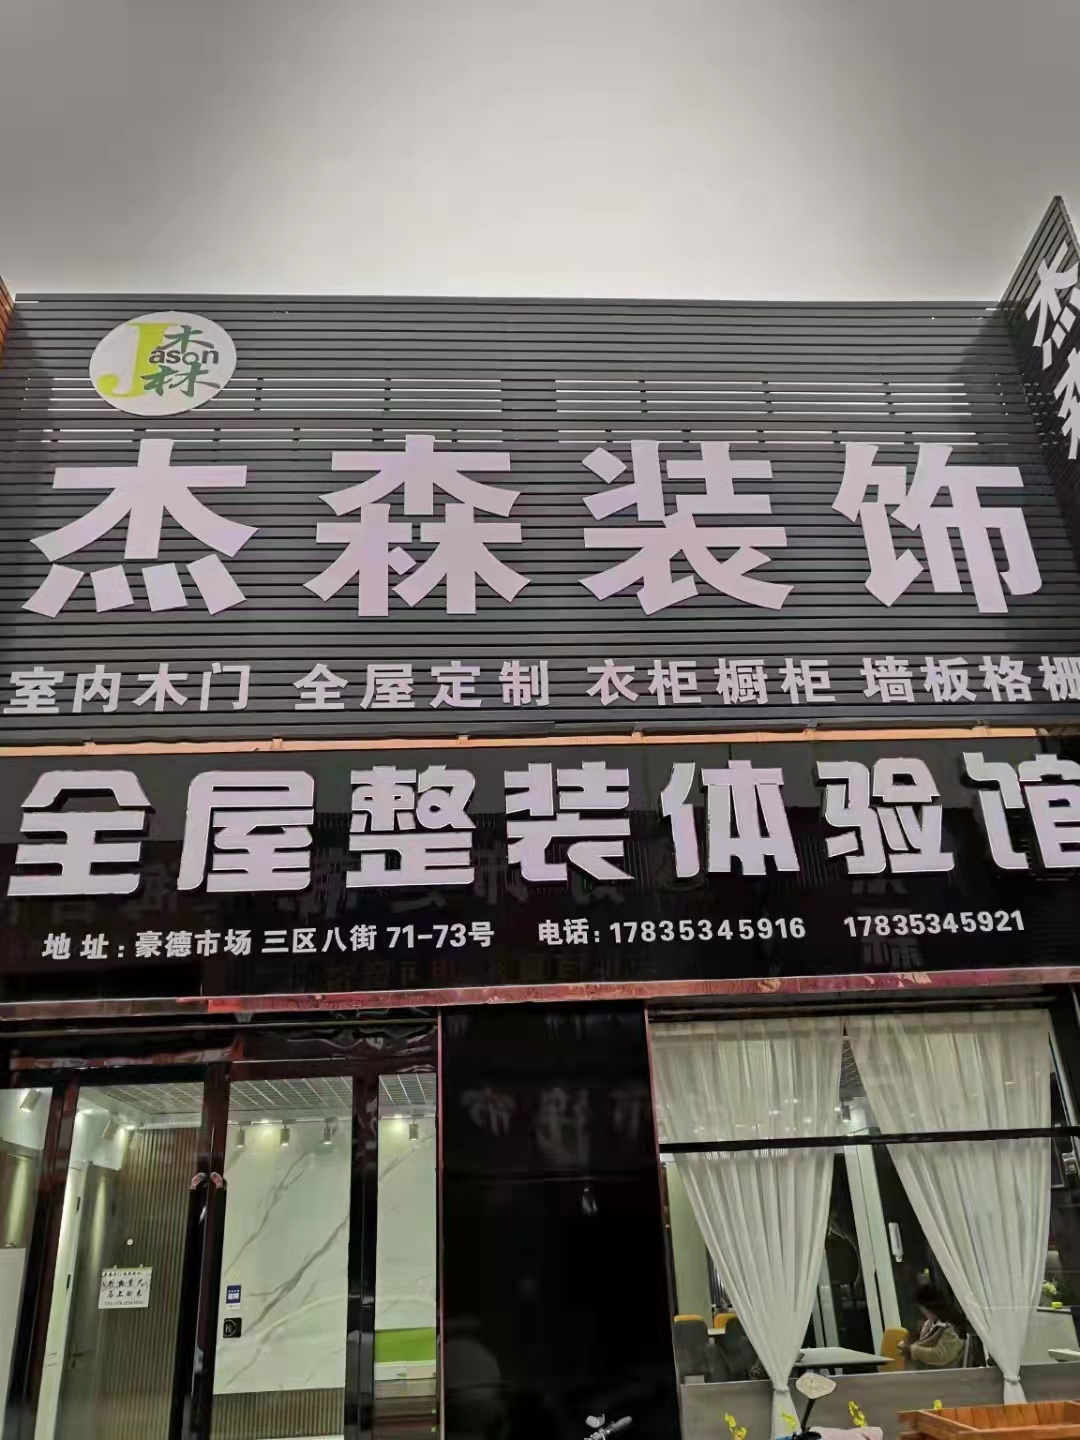 木
Jason
林
杰森装饰
杰森
室内木门 全屋定制 衣柜橱柜 墙板格栅
全屋整装体验馆
地址：豪德市场 三区八街 71-73号 电话：17835345916 17835345921